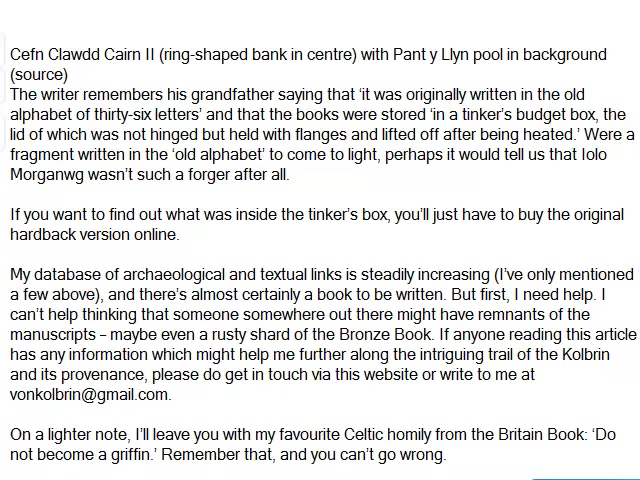 Cefn Clawdd Cairn II (ring-shaped bank in centre) with Pant y Llyn pool in background
(source)
The writer remembers his grandfather saying that ‘it was originally written in the old
alphabet of thirty-six letters’ and that the books were stored ‘in a tinker’s budget box, the
lid of which was not hinged but held with flanges and lifted off after being heated.’ Were a
fragment written in the ‘old alphabet’ to come to light, perhaps it would tell us that Iolo
Morganwg wasn’t such a forger after all.
If you want to find out what was inside the tinker’s box, you’ll just have to buy the original
hardback version online.
My database of archaeological and textual links is steadily increasing (I’ve only mentioned
a few above), and there’s almost certainly a book to be written. But first, I need help. I
can’t help thinking that someone somewhere out there might have remnants of the
manuscripts – maybe even a rusty shard of the Bronze Book. If anyone reading this article
has any information which might help me further along the intriguing trail of the Kolbrin
and its provenance, please do get in touch via this website or write to me at
vonkolbrin@gmail.com.
On a lighter note, I’ll leave you with my favourite Celtic homily from the Britain Book: ‘Do
not become a griffin.’ Remember that, and you can’t go wrong.